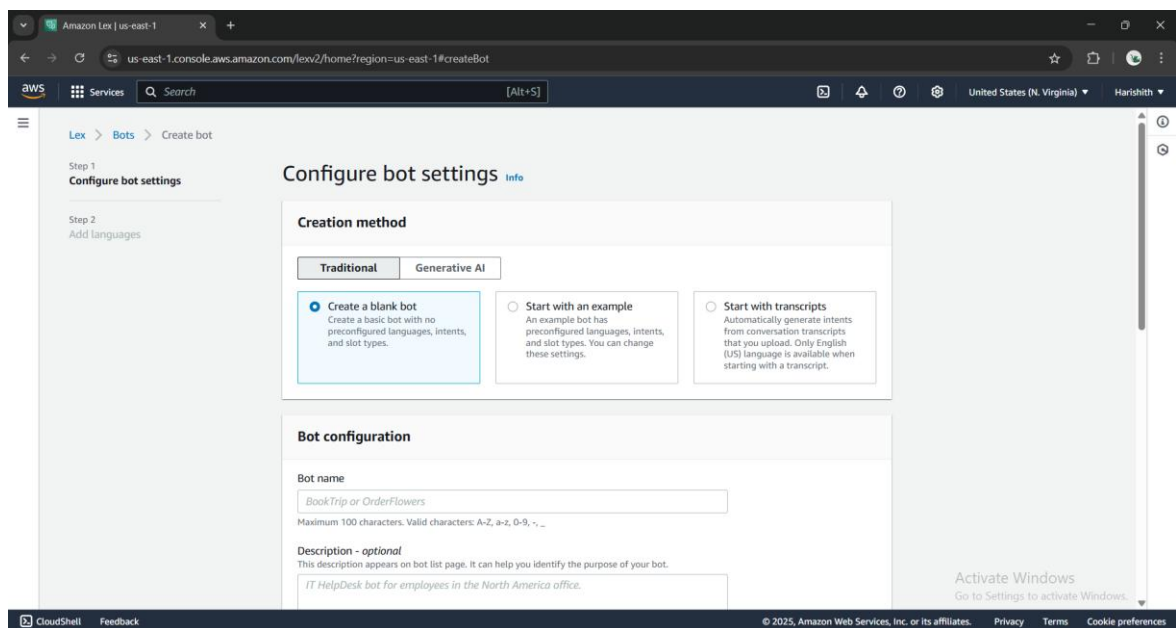 Amazon Lex | us-east-1
us-east-1.console.aws.amazon.com/lexv2/home?region=us-east-1#createBot
aws
Services
Search
[Alt+S]
United States (N. Virginia)
Harishith
Lex > Bots > Create bot
Step 1
Configure bot settings
Step 2
Add languages
Configure bot settings Info
Creation method
Traditional
Generative AI
Create a blank bot
Create a basic bot with no
preconfigured languages, intents,
and slot types.
Start with an example
An example bot has
preconfigured languages, intents,
and slot types. You can change
these settings.
Start with transcripts
Automatically generate intents
from conversation transcripts
that you upload. Only English
(US) language is available when
starting with a transcript.
Bot configuration
Bot name
BookTrip or OrderFlowers
Maximum 100 characters. Valid characters: A-Z, a-z, 0-9, -, _
Description - optional
This description appears on bot list page. It can help you identify the purpose of your bot.
IT HelpDesk bot for employees in the North America office.
Activate Windows
Go to Settings to activate Windows.
CloudShell
Feedback
© 2025, Amazon Web Services, Inc. or its affiliates.
Privacy
Terms
Cookie preferences